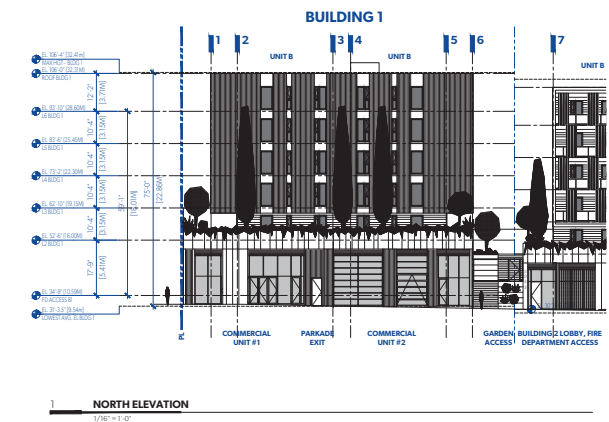 BUILDING 1
1 2 3 4 5 6 7
UNIT B UNIT B UNIT B
EL. 106'-4" [32.41m]
MAX HGT - BLDG 1
EL. 106'-0" (32.31M)
ROOF BLDG 1
12'-2"
[3.71M]
EL. 93'-10" (28.60M)
L6 BLDG 1
10'-4"
[3.15M]
EL. 83'-6" (25.45M)
L5 BLDG 1
10'-4"
[3.15M]
EL. 73'-2" (22.30M)
L4 BLDG 1
10'-4"
[3.15M]
75'-0"
[22.86M]
EL. 62'-10" (19.15M)
L3 BLDG 1
10'-4"
[3.15M]
EL. 52'-6" (16.00M)
L2 BLDG 1
17'-9"
[5.41M]
EL. 34'-8" (10.59M)
FD ACCESS B1
EL. 31'-3.5" [9.54m]
LOWEST AVG. EL BLDG 1
PL
COMMERCIAL PARKADE COMMERCIAL GARDEN BUILDING 2 LOBBY, FIRE
UNIT #1 EXIT UNIT #2 ACCESS DEPARTMENT ACCESS
1 NORTH ELEVATION
1/16" = 1'-0"